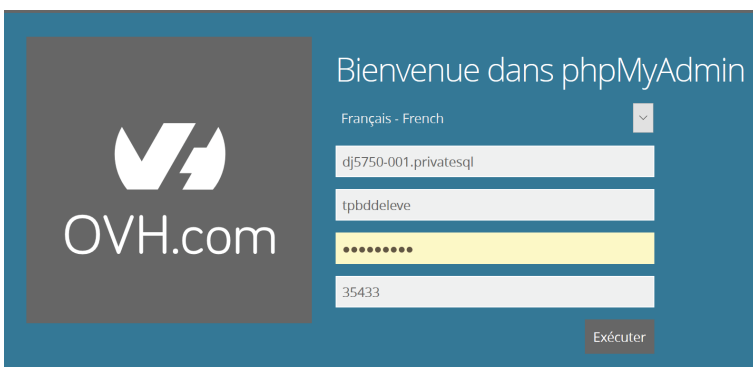 Bienvenue dans phpMyAdmin
Français - French
dj5750-001.privatesql
tpbddeleve
●●●●●●●●●
35433
Exécuter
OVH.com